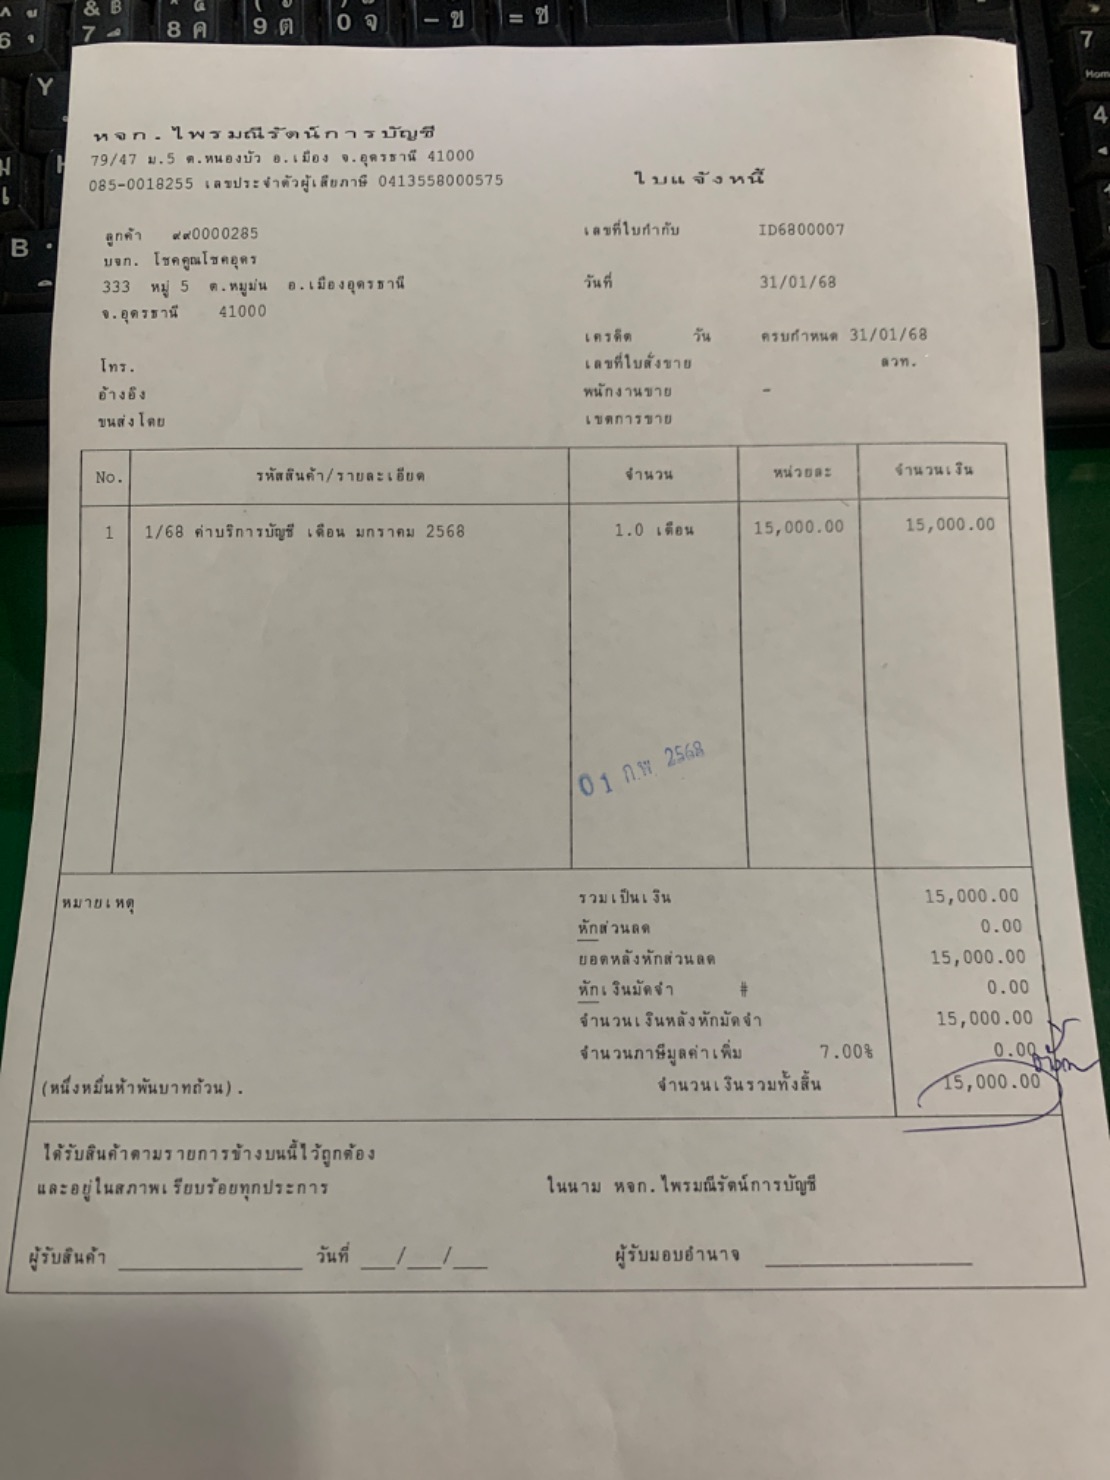 หจก.ไพรมณีรัตน์การบัญชี
79/47 ม.5 ต.หนองบัว อ.เมือง จ.อุดรธานี 41000
085-0018255 เลขประจำตัวผู้เสียภาษี 0413558000575
ใบแจ้งหนี้
ลูกค้า ๙๙0000285
เลขที่ใบกำกับ ID6800007
บจก. โชคคูณโชคอุดร
333 หมู่ 5 ต.หมูม่น อ.เมืองอุดรธานี
วันที่ 31/01/68
จ.อุดรธานี 41000
เครดิต วัน ครบกำหนด 31/01/68
โทร.
เลขที่ใบสั่งขาย ลวท.
อ้างอิง
พนักงานขาย -
ขนส่งโดย
เขตการขาย
No. รหัสสินค้า/รายละเอียด จำนวน หน่วยละ จำนวนเงิน
1 1/68 ค่าบริการบัญชี เดือน มกราคม 2568 1.0 เดือน 15,000.00 15,000.00
01 ก.พ. 2568
หมายเหตุ
รวมเป็นเงิน 15,000.00
หักส่วนลด 0.00
ยอดหลังหักส่วนลด 15,000.00
หักเงินมัดจำ # 0.00
จำนวนเงินหลังหักมัดจำ 15,000.00
จำนวนภาษีมูลค่าเพิ่ม 7.00% 0.00
(หนึ่งหมื่นห้าพันบาทถ้วน). จำนวนเงินรวมทั้งสิ้น 15,000.00
ได้รับสินค้าตามรายการข้างบนนี้ไว้ถูกต้อง
และอยู่ในสภาพเรียบร้อยทุกประการ
ในนาม หจก.ไพรมณีรัตน์การบัญชี
ผู้รับสินค้า วันที่ __/__/__ ผู้รับมอบอำนาจ